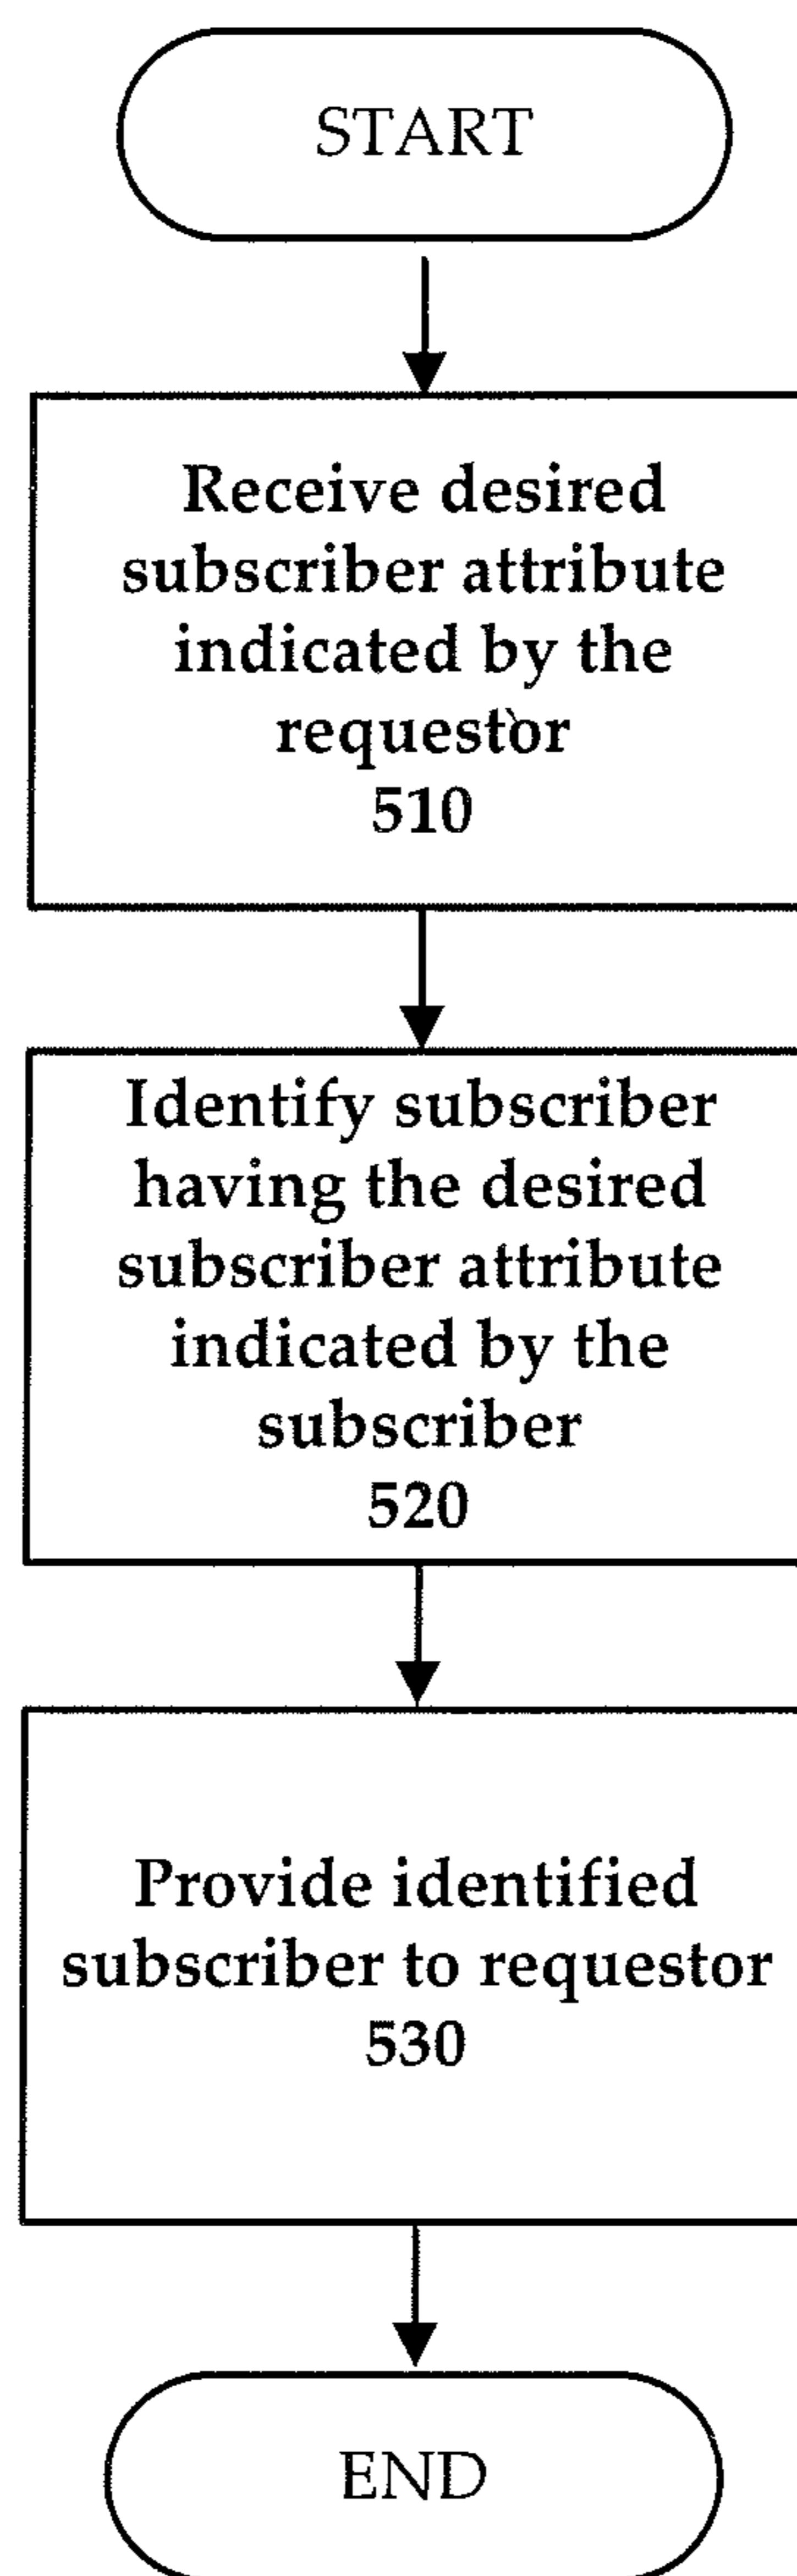 START
Receive desired
subscriber attribute
indicated by the
requestor
510
Identify subscriber
having the desired
subscriber attribute
indicated by the
subscriber
520
Provide identified
subscriber to requestor
530
END